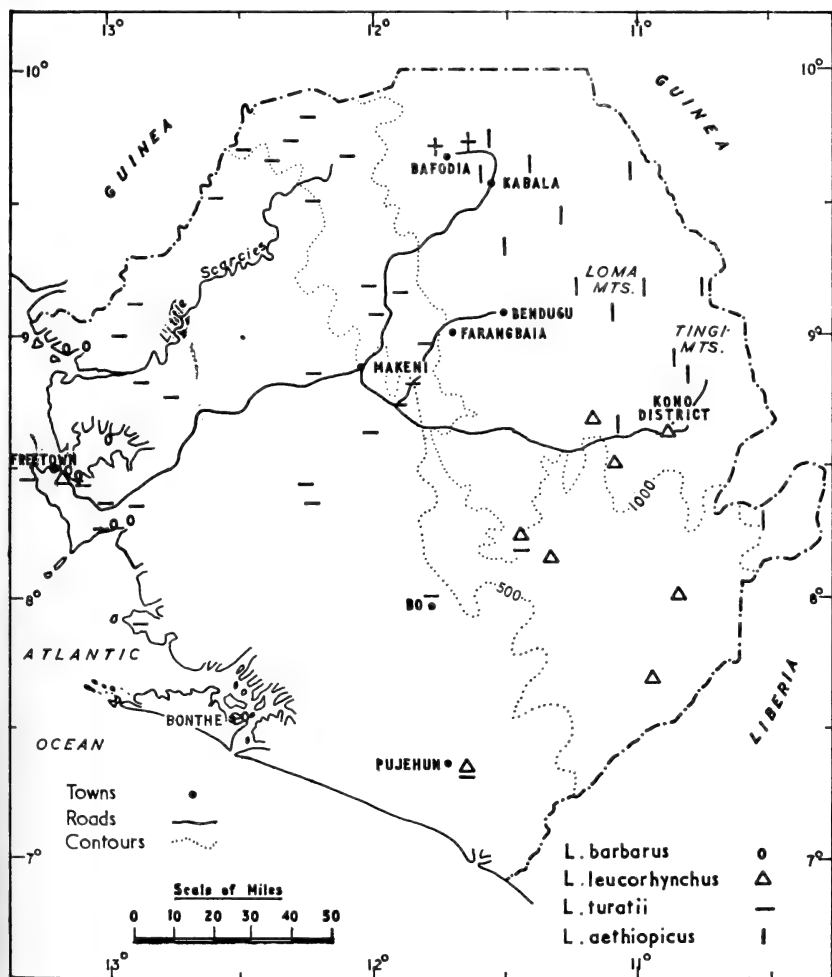 13° 12° 11°
10° 10°
GUINEA
GUINEA
BAFODIA
KABALA
Little Scarcies
LOMA
MTS.
BENDUGU
FARANGBAIA
TINGI
MTS.
9° 9°
MAKENI
KONO
DISTRICT
FREETOWN
1000
8° 8°
500
BO
ATLANTIC
LIBERIA
BONTHE
OCEAN
PUJEHUN
Towns
Roads
Contours
L. barbarus
7° 7°
L. leucorhynchus
Scale of Miles
L. turatii
0 10 20 30 40 50
L. aethiopicus
13° 12° 11°